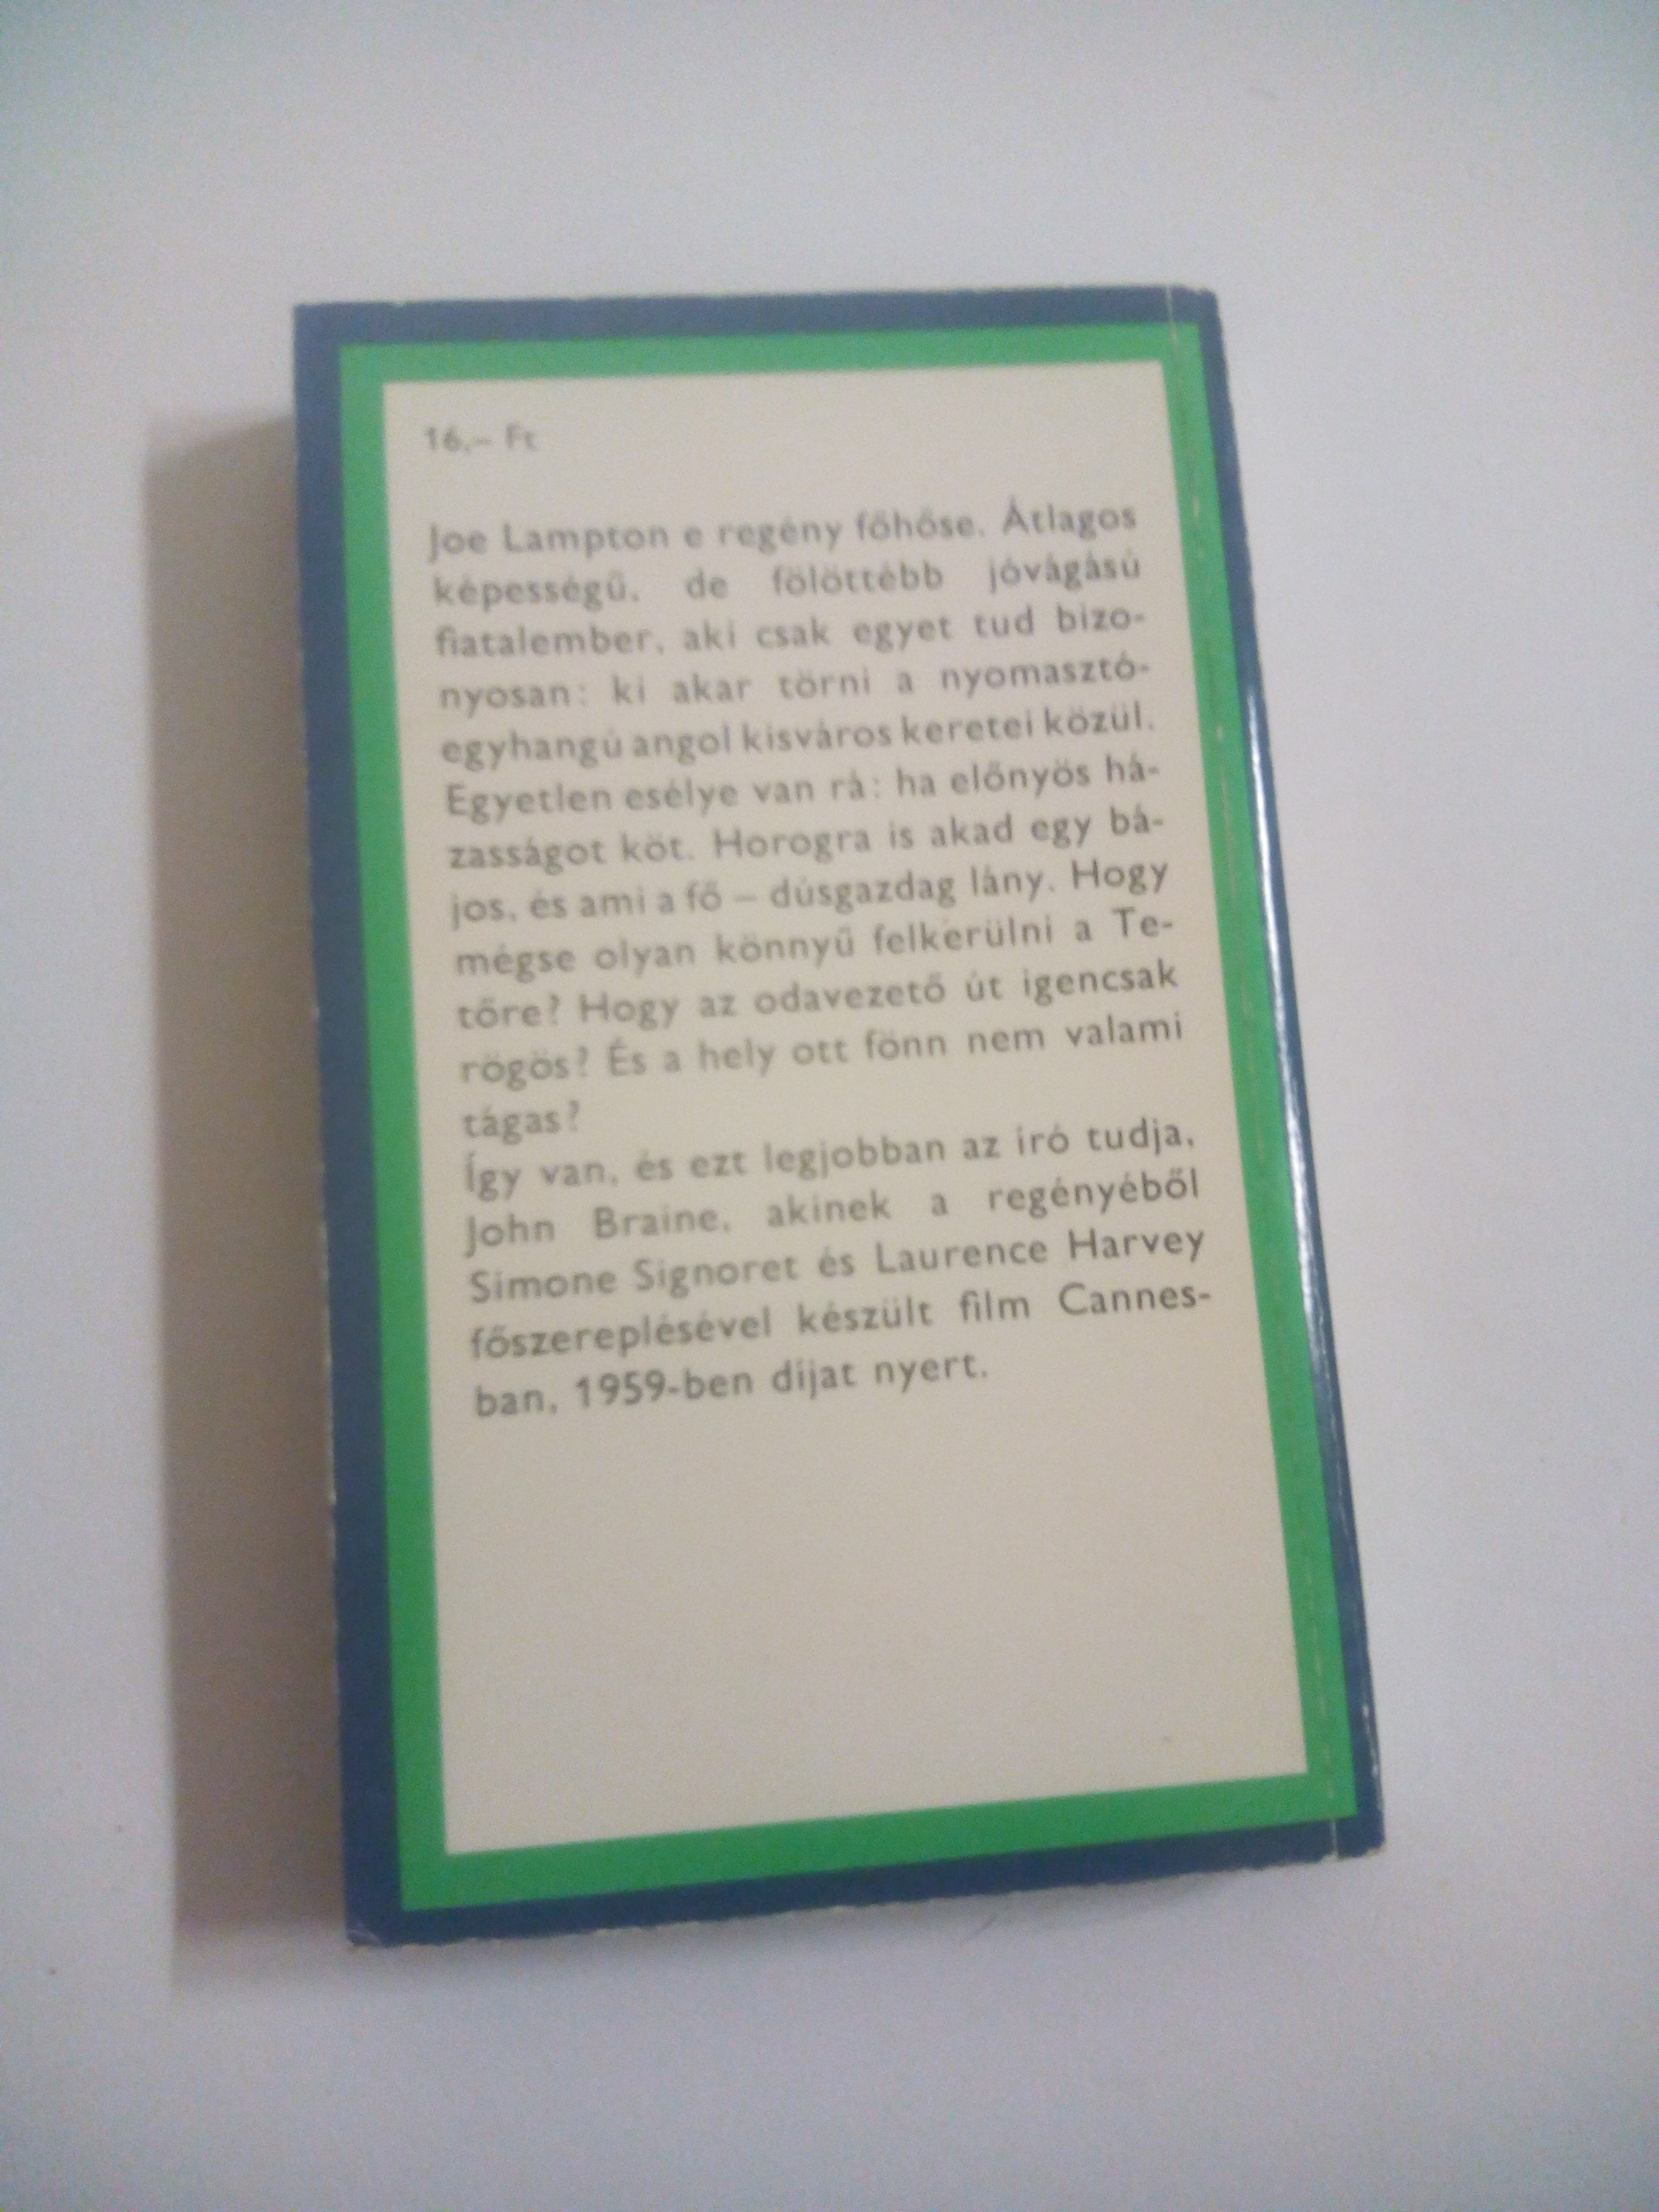 16,– Ft
Joe Lampton e regény főhőse. Átlagos
képességű, de fölöttébb jóvágású
fiatalember, aki csak egyet tud bizo-
nyosan: ki akar törni a nyomasztó-
egyhangú angol kisváros keretei közül.
Egyetlen esélye van rá: ha előnyös há-
zasságot köt. Horogra is akad egy bá-
jos, és ami a fő – dúsgazdag lány. Hogy
mégse olyan könnyű felkerülni a Te-
tőre? Hogy az odavezető út igencsak
rögös? És a hely ott fönn nem valami
tágas?
Így van, és ezt legjobban az író tudja,
John Braine, akinek a regényéből
Simone Signoret és Laurence Harvey
főszereplésével készült film Cannes-
ban, 1959-ben díjat nyert.